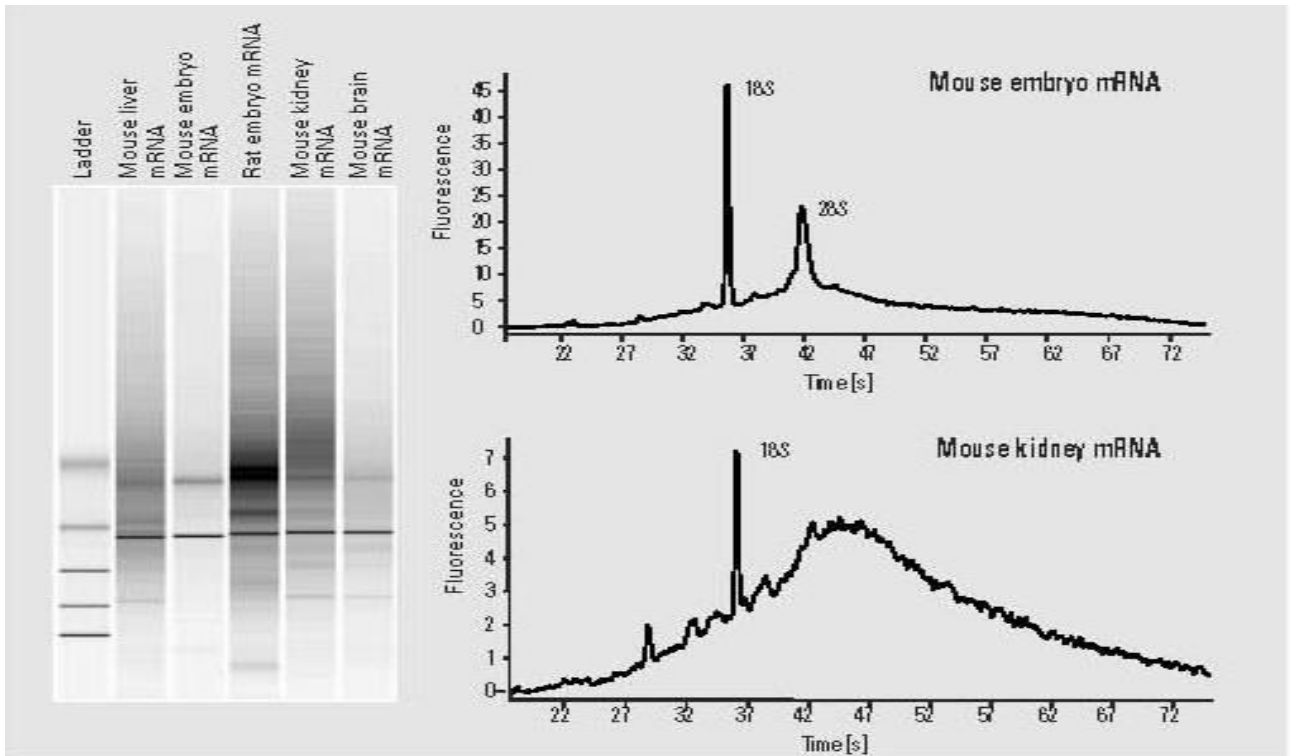 Ladder
Mouse liver
mRNA
Mouse embryo
mRNA
Rat embryo mRNA
Mouse kidney
mRNA
Mouse brain
mRNA
Mouse embryo mRNA
Fluorescence
45
40
35
30
25
20
15
10
5
0
18S
28S
22 27 32 37 42 47 52 57 62 67 72
Time [s]
Mouse kidney mRNA
Fluorescence
7
6
5
4
3
2
1
0
18S
22 27 32 37 42 47 52 57 62 67 72
Time [s]